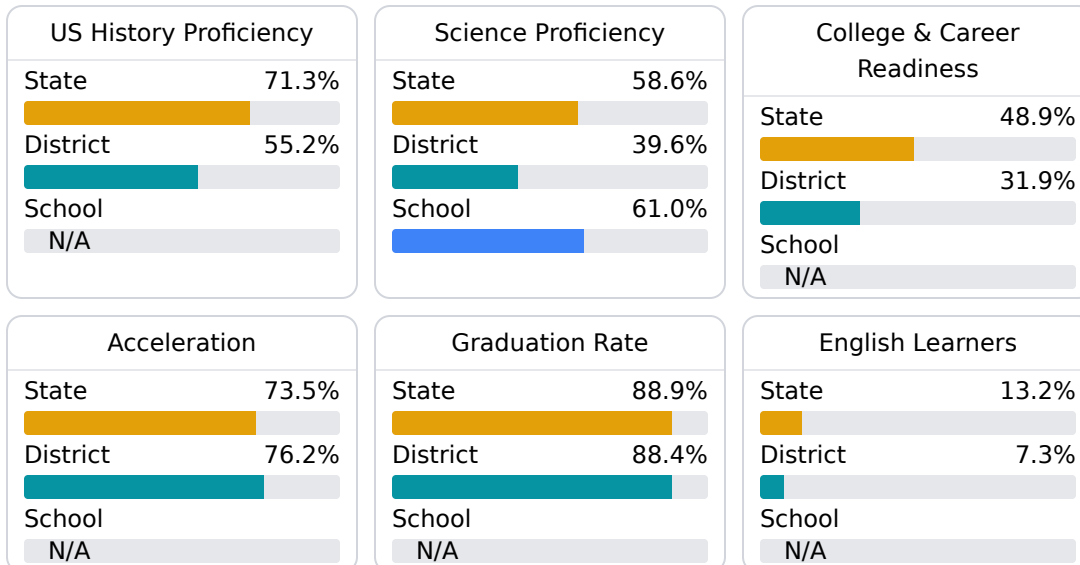 US History Proficiency
State 71.3%
District 55.2%
School
N/A
Science Proficiency
State 58.6%
District 39.6%
School 61.0%
College & Career
Readiness
State 48.9%
District 31.9%
School
N/A
Acceleration
State 73.5%
District 76.2%
School
N/A
Graduation Rate
State 88.9%
District 88.4%
School
N/A
English Learners
State 13.2%
District 7.3%
School
N/A